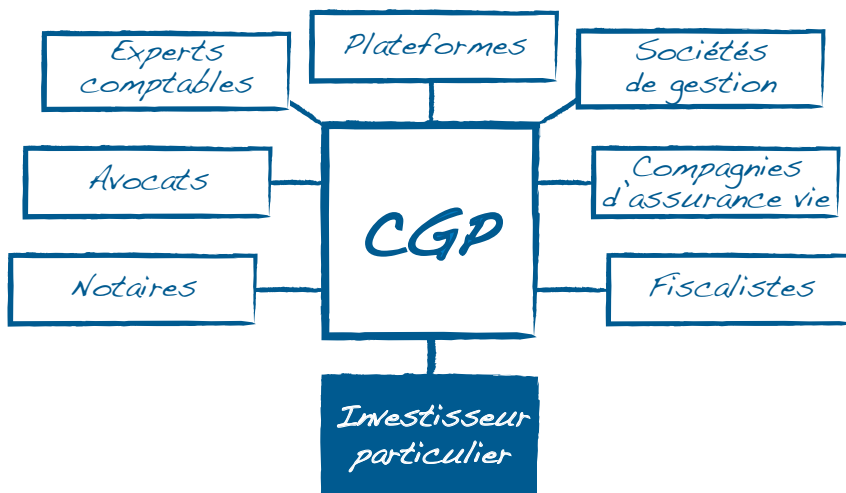 Plateformes
Experts
comptables
Sociétés
de gestion
Avocats
CGP
Compagnies
d'assurance vie
Notaires
Fiscalistes
Investisseur
particulier